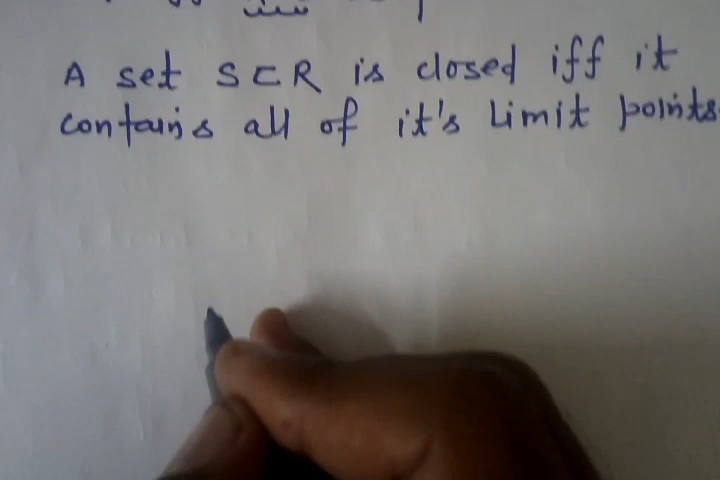 A set S ⊂ R is closed iff it
contains all of it's Limit points